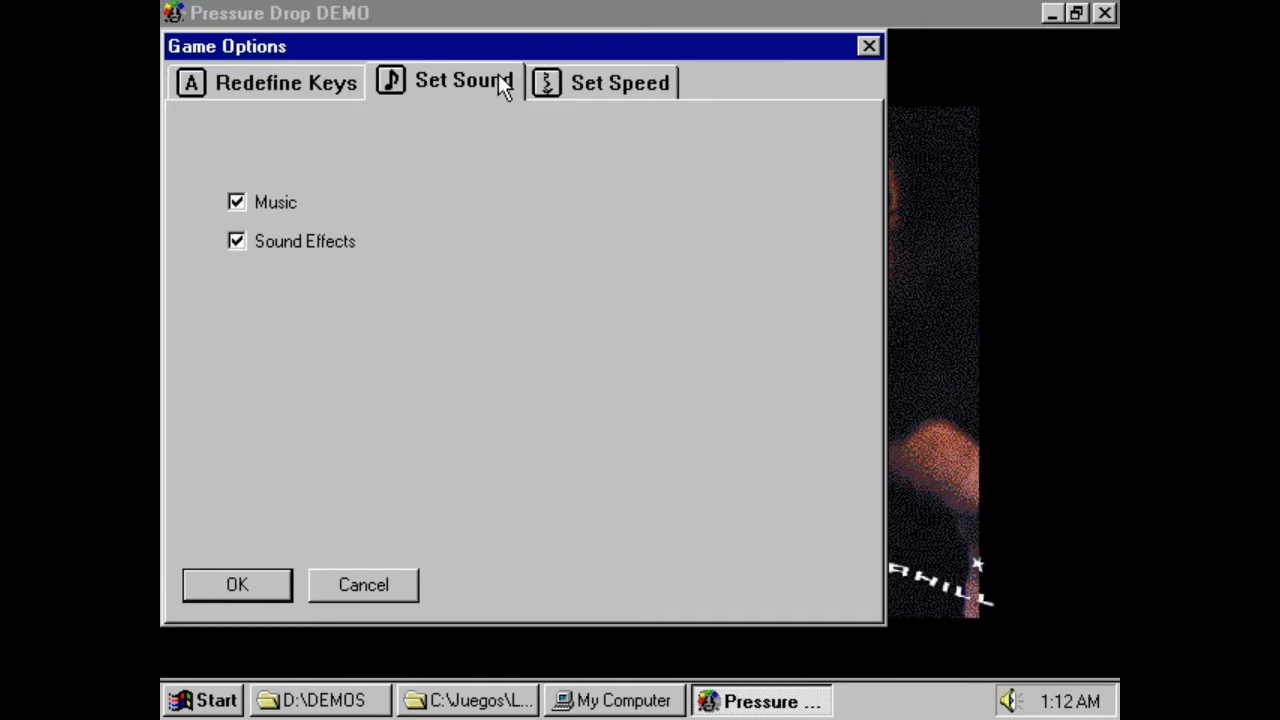 Pressure Drop DEMO
Game Options
A Redefine Keys Set Sound Set Speed
Music
Sound Effects
OK Cancel
RHILL
Start D:\DEMOS C:\Juegos\L... My Computer Pressure ... 1:12 AM